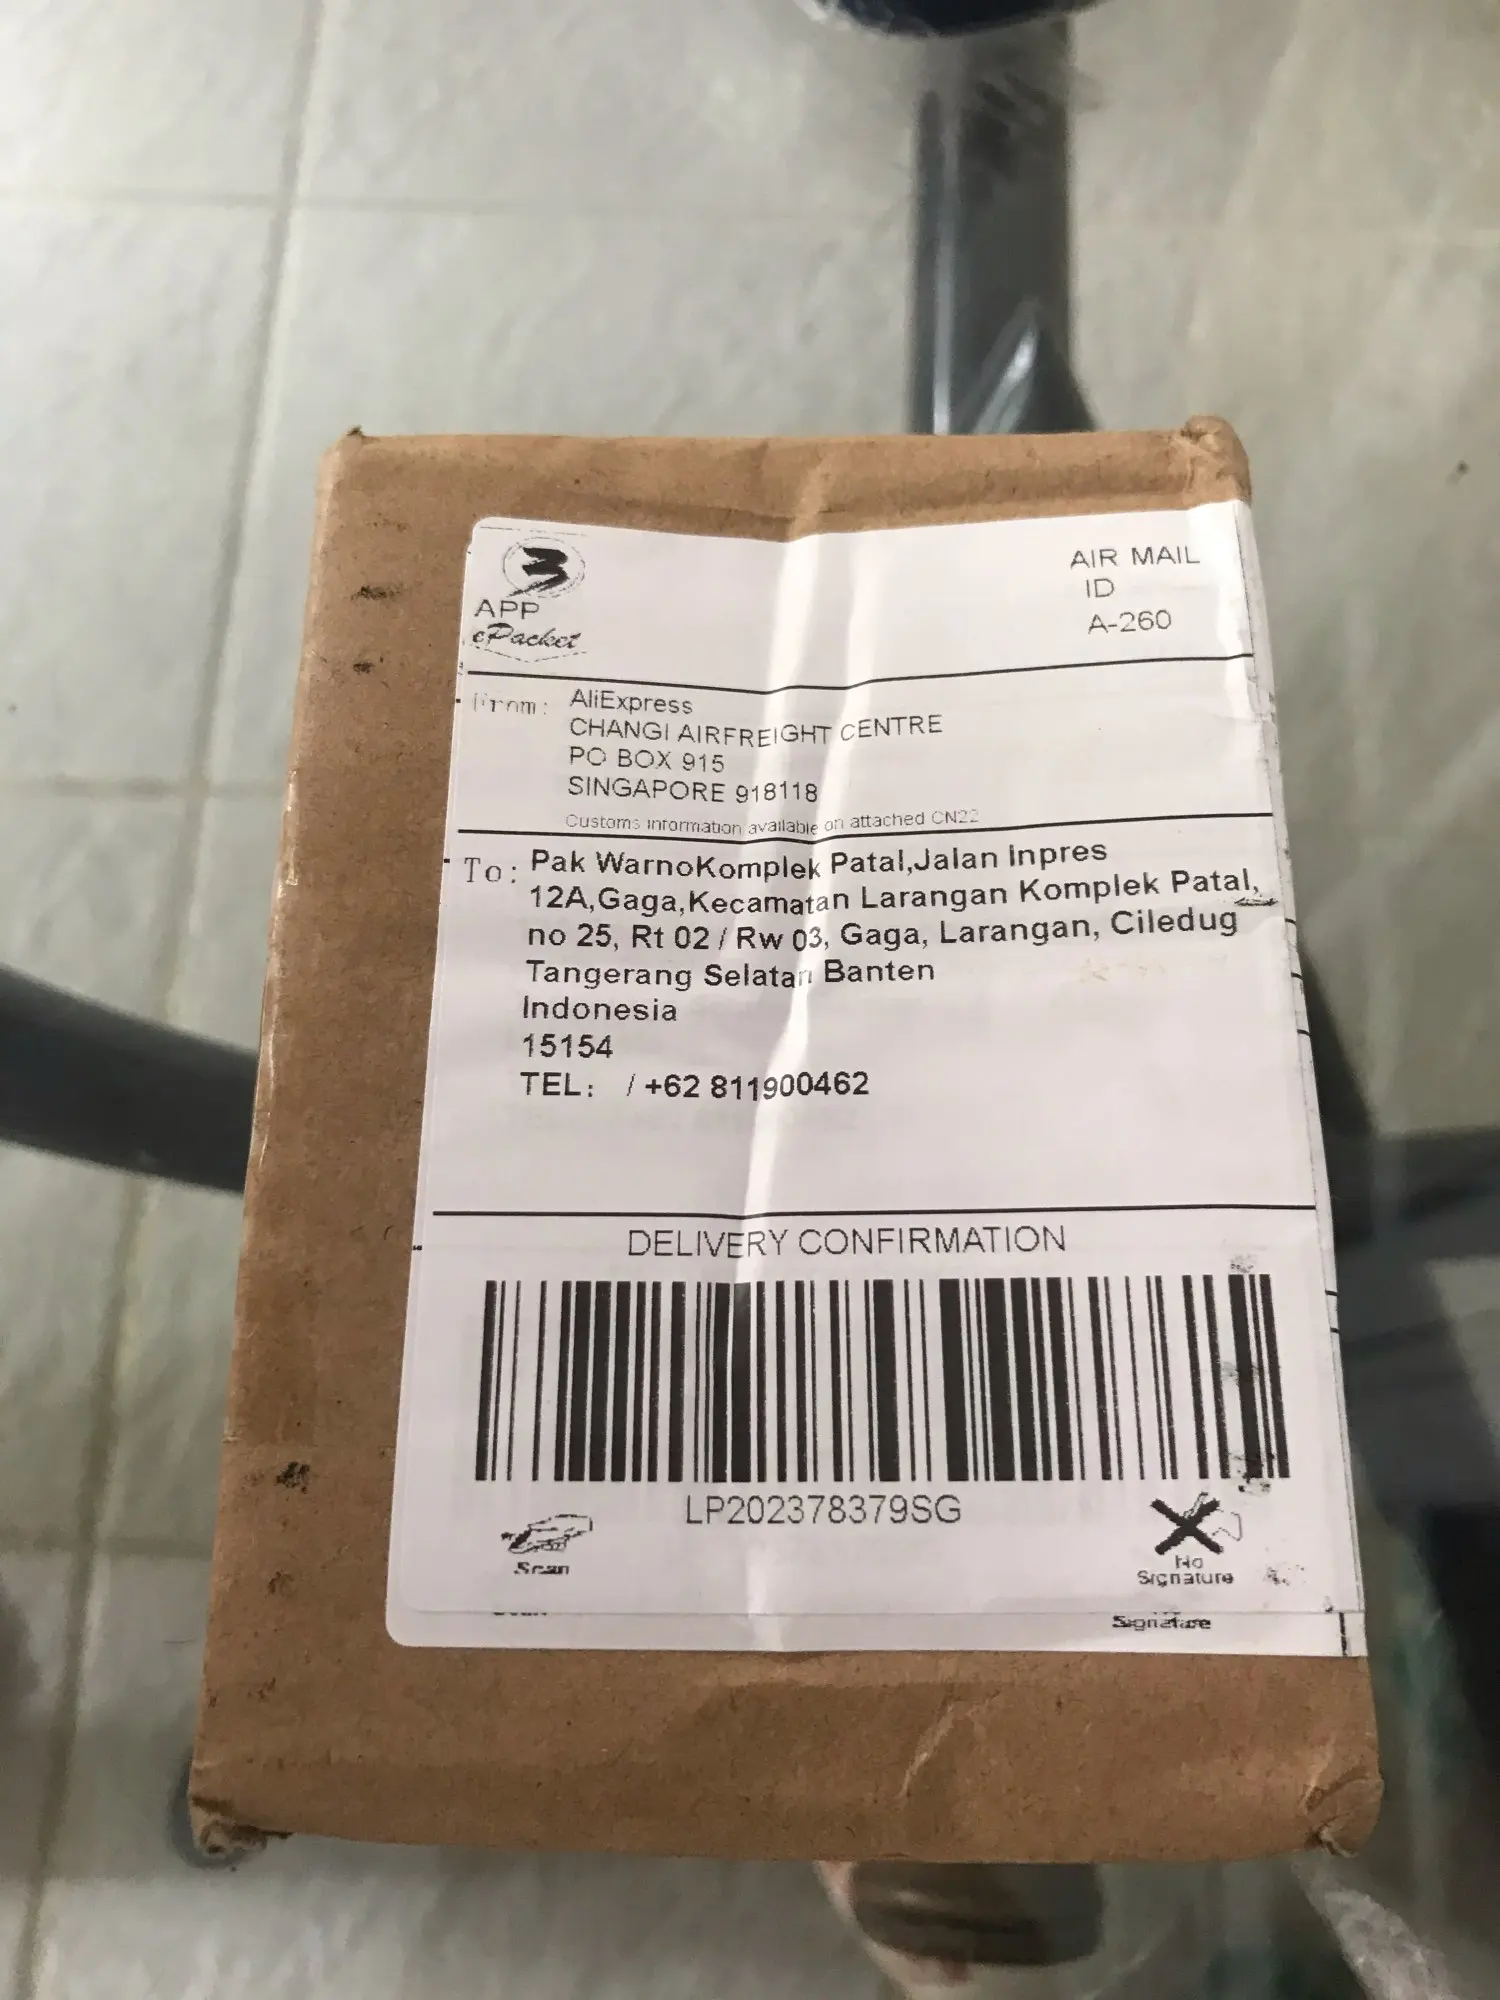 APP
ePacket
AIR MAIL
ID
A-260
From: AliExpress
CHANGI AIRFREIGHT CENTRE
PO BOX 915
SINGAPORE 918118
Customs information available on attached CN22
To: Pak WarnoKomplek Patal,Jalan Inpres
12A,Gaga,Kecamatan Larangan Komplek Patal,
no 25, Rt 02 / Rw 03, Gaga, Larangan, Ciledug
Tangerang Selatan Banten
Indonesia
15154
TEL: / +62 811900462
DELIVERY CONFIRMATION
LP202378379SG
Scan
No
Signature
Signature